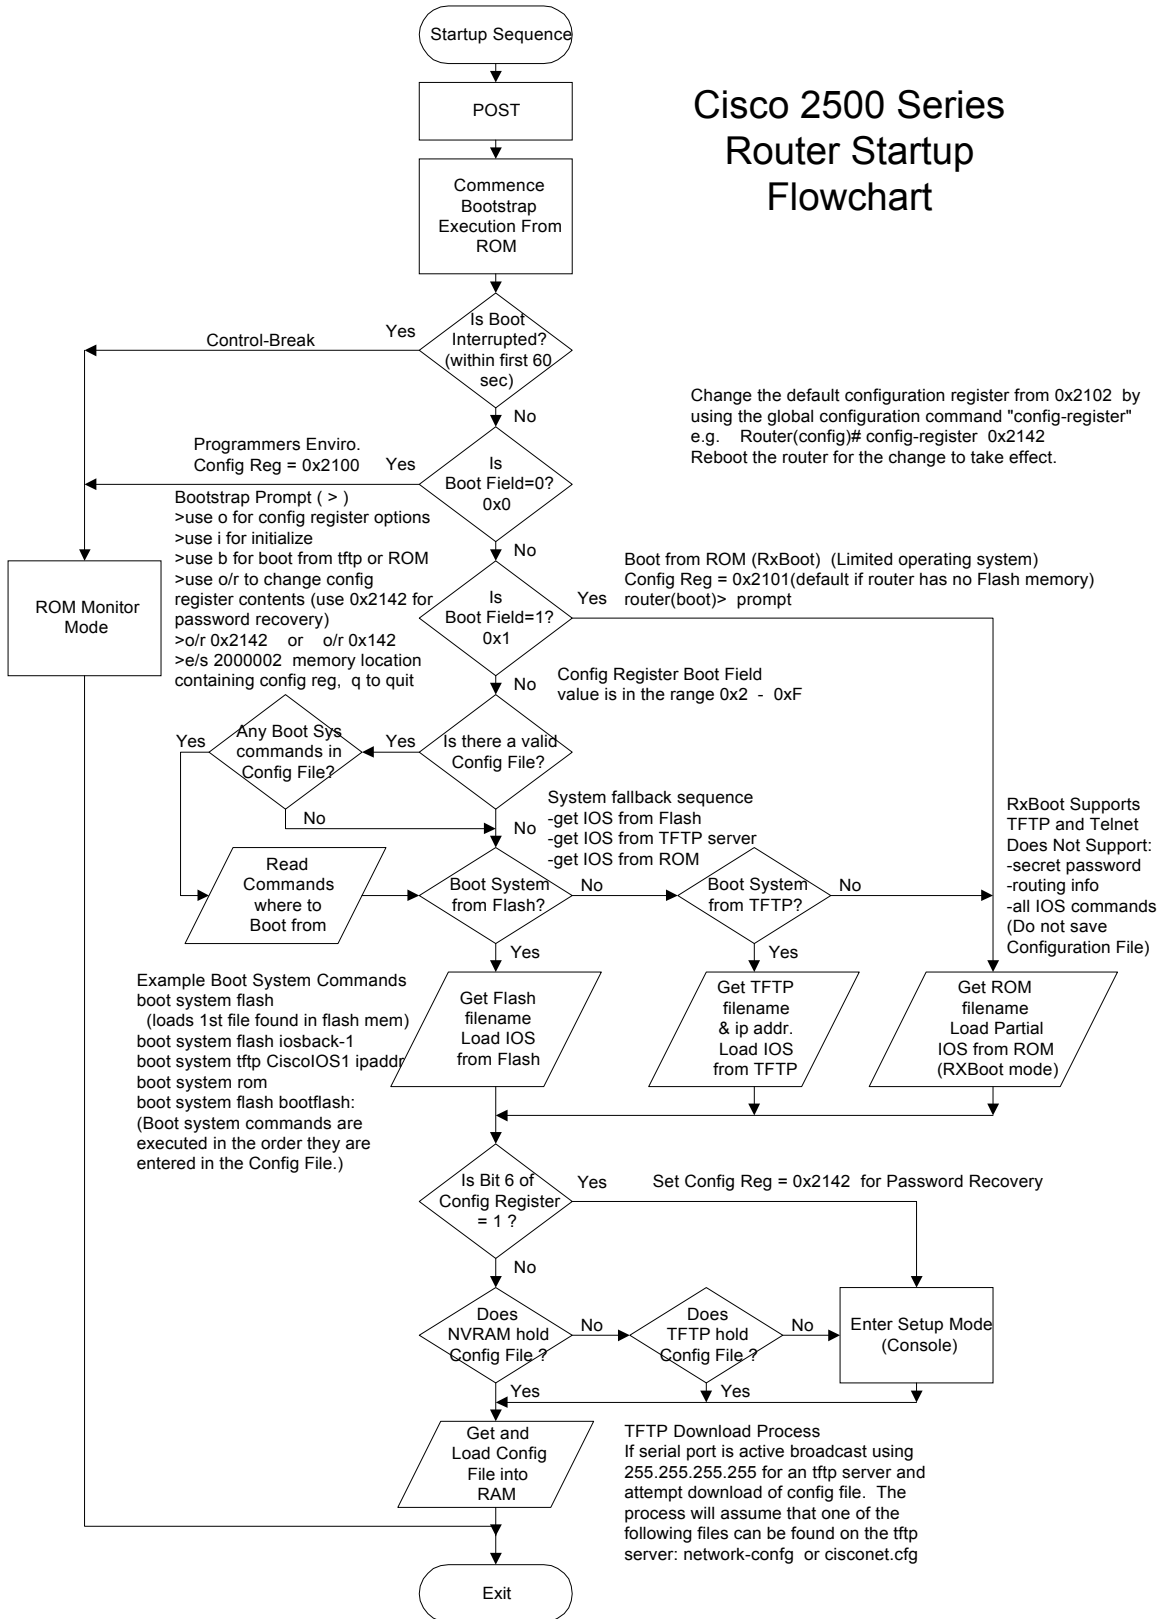 Startup Sequence
POST
Cisco 2500 Series
Router Startup
Flowchart
Commence
Bootstrap
Execution From
ROM
Is Boot
Interrupted?
(within first 60
sec)
Yes
Control-Break
No
Change the default configuration register from 0x2102 by
using the global configuration command "config-register"
e.g. Router(config)# config-register 0x2142
Reboot the router for the change to take effect.
Programmers Enviro.
Config Reg = 0x2100
Yes
Is
Boot Field=0?
0x0
No
Bootstrap Prompt ( > )
>use o for config register options
>use i for initialize
>use b for boot from tftp or ROM
>use o/r to change config
register contents (use 0x2142 for
password recovery)
>o/r 0x2142 or o/r 0x142
>e/s 2000002 memory location
containing config reg, q to quit
ROM Monitor
Mode
Is
Boot Field=1?
0x1
Yes
Boot from ROM (RxBoot) (Limited operating system)
Config Reg = 0x2101(default if router has no Flash memory)
router(boot)> prompt
No
Config Register Boot Field
value is in the range 0x2 - 0xF
Yes
Any Boot Sys
commands in
Config File?
Yes
Is there a valid
Config File?
No
No
System fallback sequence
-get IOS from Flash
-get IOS from TFTP server
-get IOS from ROM
RxBoot Supports
TFTP and Telnet
Does Not Support:
-secret password
-routing info
-all IOS commands
(Do not save
Configuration File)
Read
Commands
where to
Boot from
Boot System
from Flash?
No
Boot System
from TFTP?
No
Yes
Yes
Example Boot System Commands
boot system flash
(loads 1st file found in flash mem)
boot system flash iosback-1
boot system tftp CiscoIOS1 ipaddr
boot system rom
boot system flash bootflash:
(Boot system commands are
executed in the order they are
entered in the Config File.)
Get Flash
filename
Load IOS
from Flash
Get TFTP
filename
& ip addr.
Load IOS
from TFTP
Get ROM
filename
Load Partial
IOS from ROM
(RXBoot mode)
Is Bit 6 of
Config Register
= 1 ?
Yes
Set Config Reg = 0x2142 for Password Recovery
No
Does
NVRAM hold
Config File ?
No
Does
TFTP hold
Config File ?
No
Enter Setup Mode
(Console)
Yes
Yes
Get and
Load Config
File into
RAM
TFTP Download Process
If serial port is active broadcast using
255.255.255.255 for an tftp server and
attempt download of config file. The
process will assume that one of the
following files can be found on the tftp
server: network-confg or cisconet.cfg
Exit